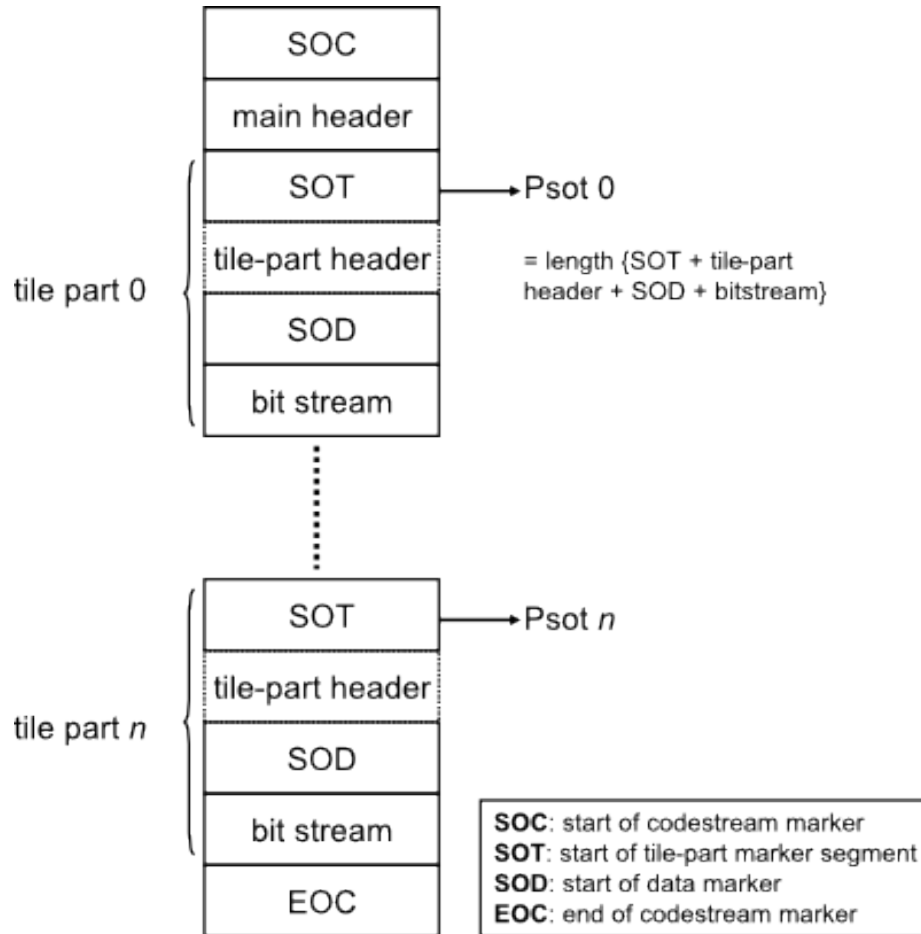 SOC
main header
SOT
Psot 0
tile-part header
= length {SOT + tile-part
header + SOD + bitstream}
tile part 0
SOD
bit stream
SOT
Psot n
tile-part header
tile part n
SOD
bit stream
EOC
SOC: start of codestream marker
SOT: start of tile-part marker segment
SOD: start of data marker
EOC: end of codestream marker